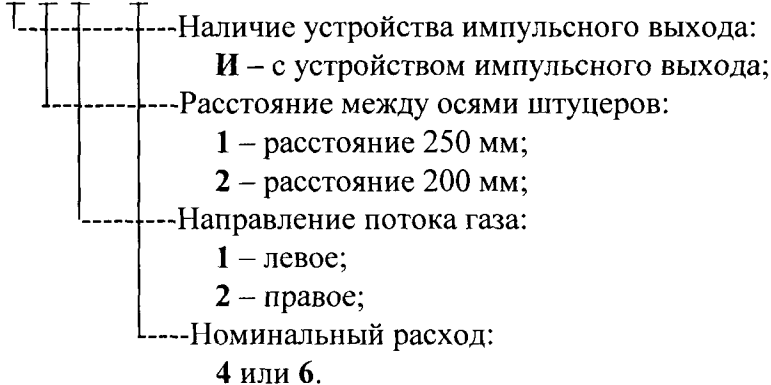 Наличие устройства импульсного выхода:
И – с устройством импульсного выхода;
Расстояние между осями штуцеров:
1 – расстояние 250 мм;
2 – расстояние 200 мм;
Направление потока газа:
1 – левое;
2 – правое;
Номинальный расход:
4 или 6.